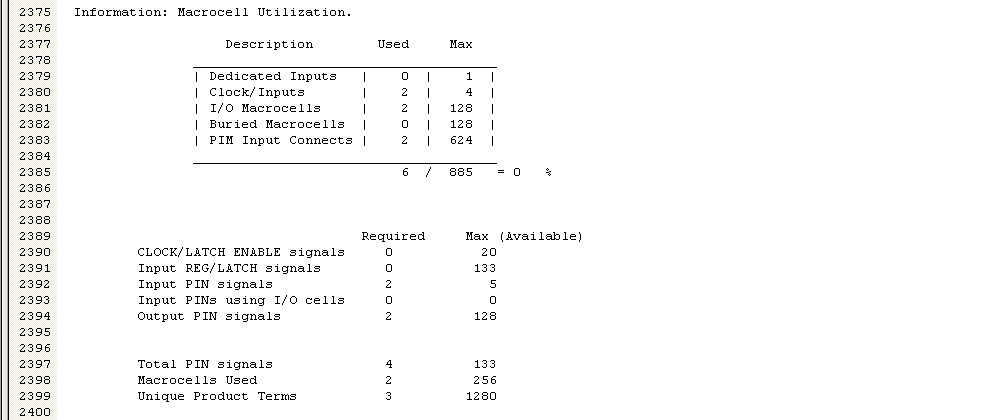 2375 Information: Macrocell Utilization.
2376
2377 Description Used Max
2378 ______________________________________
2379 | Dedicated Inputs | 0 | 1 |
2380 | Clock/Inputs | 2 | 4 |
2381 | I/O Macrocells | 2 | 128 |
2382 | Buried Macrocells | 0 | 128 |
2383 | PIM Input Connects | 2 | 624 |
2384 ______________________________________
2385 6 / 885 = 0 %
2386
2387
2388
2389 Required Max (Available)
2390 CLOCK/LATCH ENABLE signals 0 20
2391 Input REG/LATCH signals 0 133
2392 Input PIN signals 2 5
2393 Input PINs using I/O cells 0 0
2394 Output PIN signals 2 128
2395
2396
2397 Total PIN signals 4 133
2398 Macrocells Used 2 256
2399 Unique Product Terms 3 1280
2400